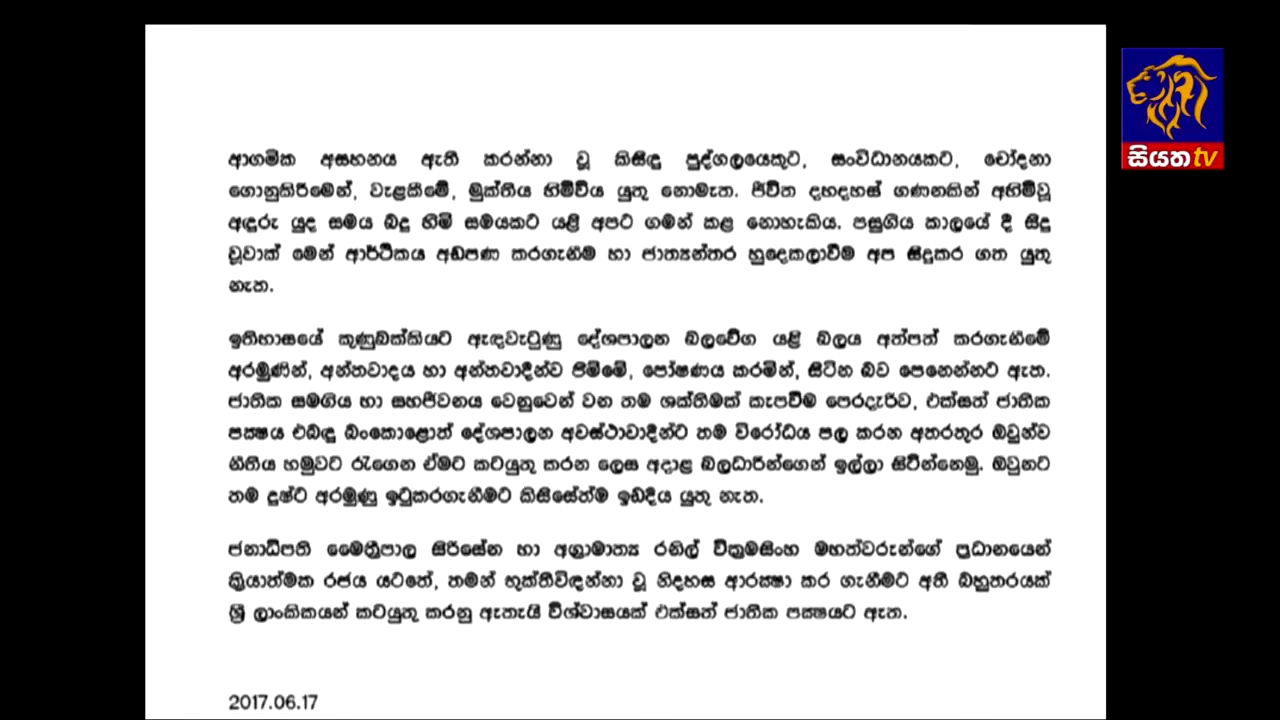 ආගමික අසහනය ඇති කරන්නා වූ කිසිඳු පුද්ගලයෙකුට, සංවිධානයකට, චෝදනා
ගොනුකිරීමෙන්, වැළකීමේ, මුක්තිය හිමිවිය යුතු නොමැත. ජීවිත දහදහස් ගණනකින් අහිමිවූ
අඳුරු යුද සමය බදු හිමි සමයකට යළි අපට ගමන් කළ නොහැකිය. පසුගිය කාලයේ දී සිදු
වූවාක් මෙන් ආර්ථිකය අඩපණ කරගැනීම හා ජාත්‍යන්තර හුදෙකලාවීම අප සිදුකර ගත යුතු
නැත.
ඉතිහාසයේ කුණුබක්කියට ඇඳවැටුණු දේශපාලන බලවේග යළි බලය අත්පත් කරගැනීමේ
අරමුණින්, අන්තවාදය හා අන්තවාදීන්ව පිම්මේ, පෝෂණය කරමින්, සිටින බව පෙනෙන්නට ඇත.
ජාතික සමගිය හා සහජීවනය වෙනුවෙන් වන තම ශක්තිමක් කැපවීම පෙරදැරිව, එක්සත් ජාතික
පක්‍ෂය එබඳු බංකොළොත් දේශපාලන අවස්ථාවාදීන්ට තම විරෝධය පල කරන අතරතුර ඔවුන්ව
නීතිය හමුවට රැගෙන ඒමට කටයුතු කරන ලෙස අදාළ බලධාරින්ගෙන් ඉල්ලා සිටින්නෙමු. ඔවුනට
තම දුෂ්ට අරමුණු ඉටුකරගැනීමට කිසිසේත්ම ඉඩදිය යුතු නැත.
ජනාධිපති මෛත්‍රීපාල සිරිසේන හා අග්‍රාමාත්‍ය රනිල් වික්‍රමසිංහ මහත්වරුන්ගේ ප්‍රධානයෙන්
ක්‍රියාත්මක රජය යටතේ, තමන් භුක්තිවිඳන්නා වූ නිදහස ආරක්‍ෂා කර ගැනීමට අති බහුතරයක්
ශ්‍රී ලාංකිකයන් කටයුතු කරනු ඇතැයි විශ්වාසයක් එක්සත් ජාතික පක්‍ෂයට ඇත.
2017.06.17
සියත tv